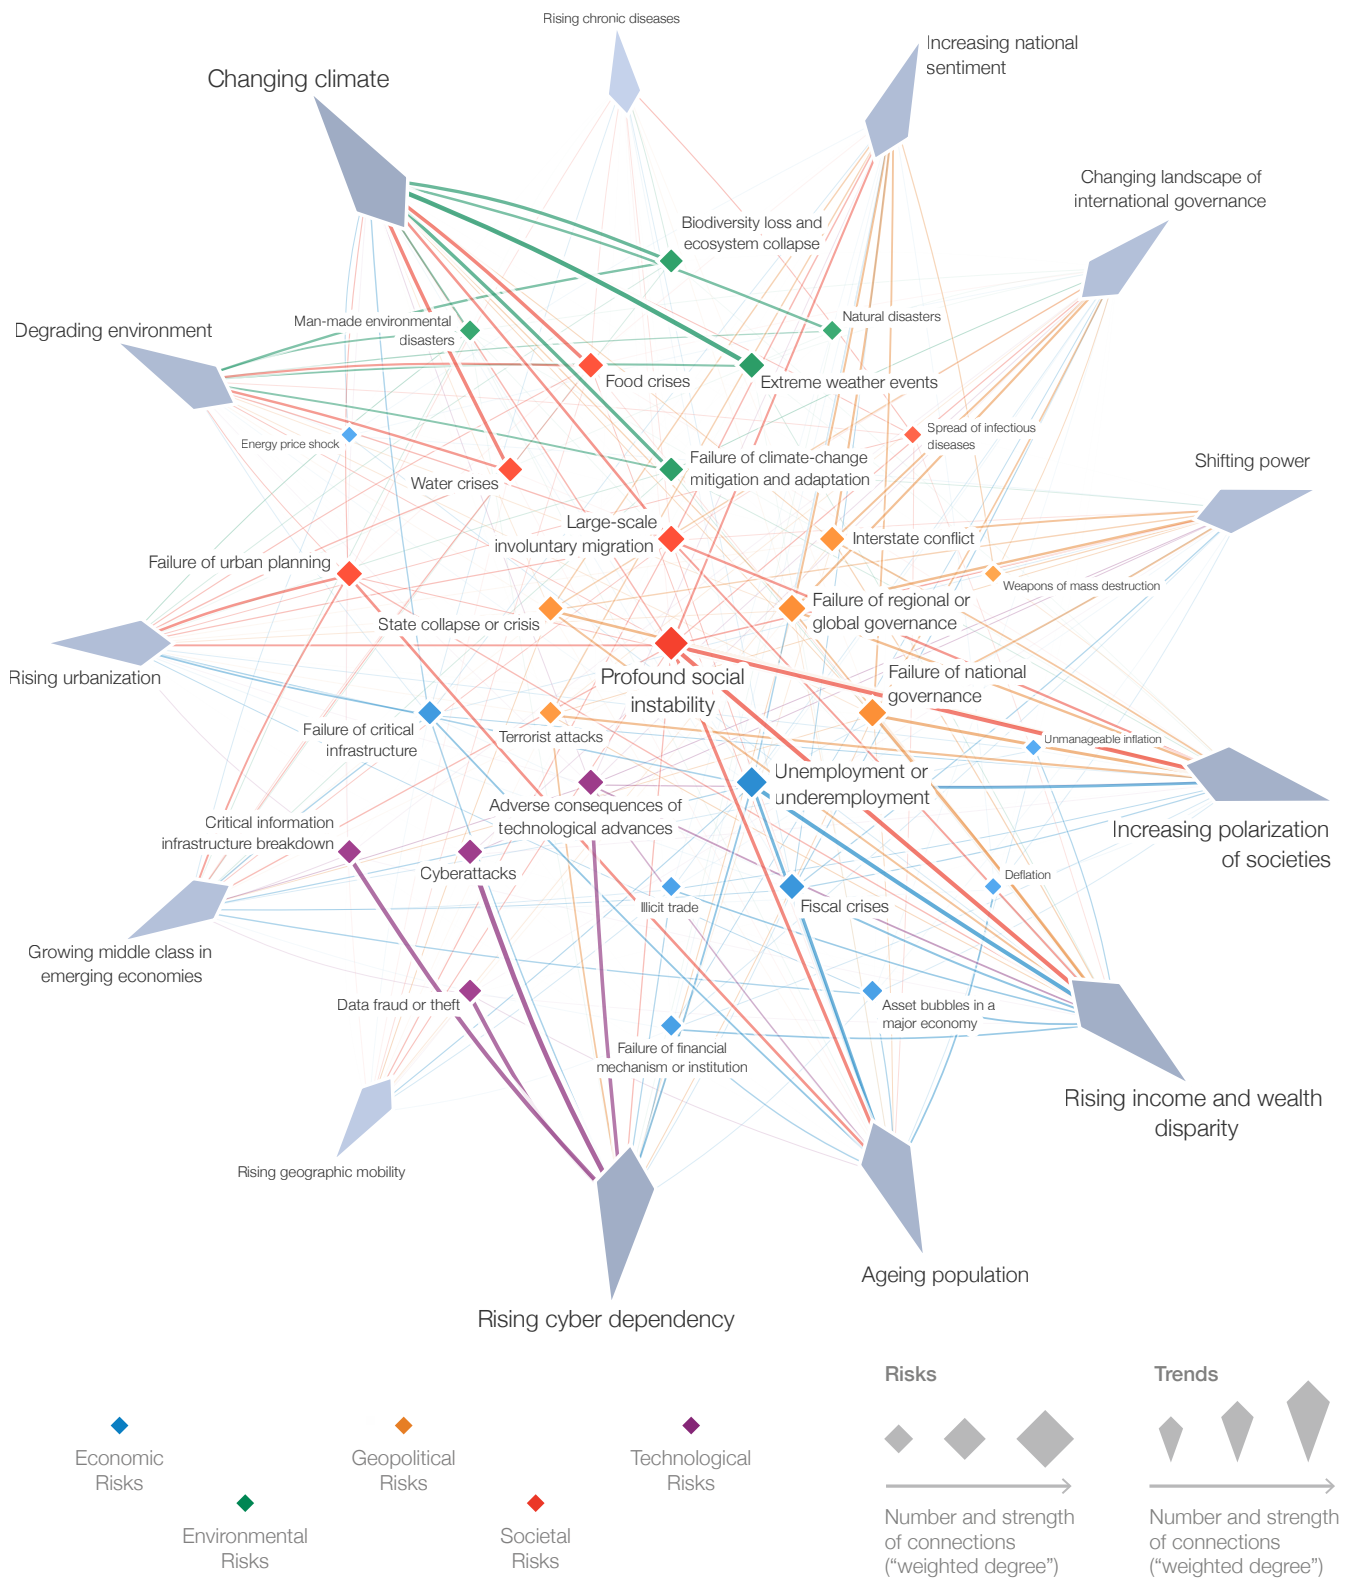 Rising chronic diseases
Increasing national
sentiment
Changing climate
Changing landscape of
international governance
Biodiversity loss and
ecosystem collapse
Degrading environment
Man-made environmental
disasters
Natural disasters
Food crises
Extreme weather events
Energy price shock
Spread of infectious
diseases
Failure of climate-change
mitigation and adaptation
Shifting power
Water crises
Large-scale
involuntary migration
Interstate conflict
Failure of urban planning
Weapons of mass destruction
State collapse or crisis
Failure of regional or
global governance
Rising urbanization
Profound social
instability
Failure of national
governance
Failure of critical
infrastructure
Terrorist attacks
Unmanageable inflation
Unemployment or
underemployment
Adverse consequences of
technological advances
Critical information
infrastructure breakdown
Increasing polarization
of societies
Cyberattacks
Deflation
Illicit trade
Fiscal crises
Growing middle class in
emerging economies
Data fraud or theft
Asset bubbles in a
major economy
Failure of financial
mechanism or institution
Rising income and wealth
disparity
Rising geographic mobility
Ageing population
Rising cyber dependency
Risks
Trends
Economic
Risks
Geopolitical
Risks
Technological
Risks
Environmental
Risks
Societal
Risks
Number and strength
of connections
(“weighted degree”)
Number and strength
of connections
(“weighted degree”)